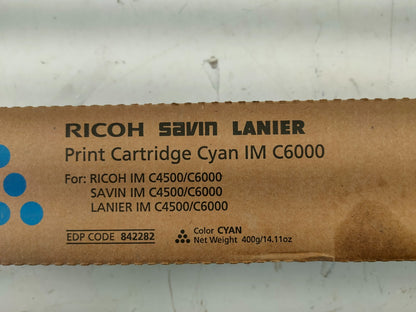 RICOH SAVIN LANIER
Print Cartridge Cyan IM C6000
For: RICOH IM C4500/C6000
SAVIN IM C4500/C6000
LANIER IM C4500/C6000
EDP CODE 842282
Color CYAN
Net Weight 400g/14.11oz